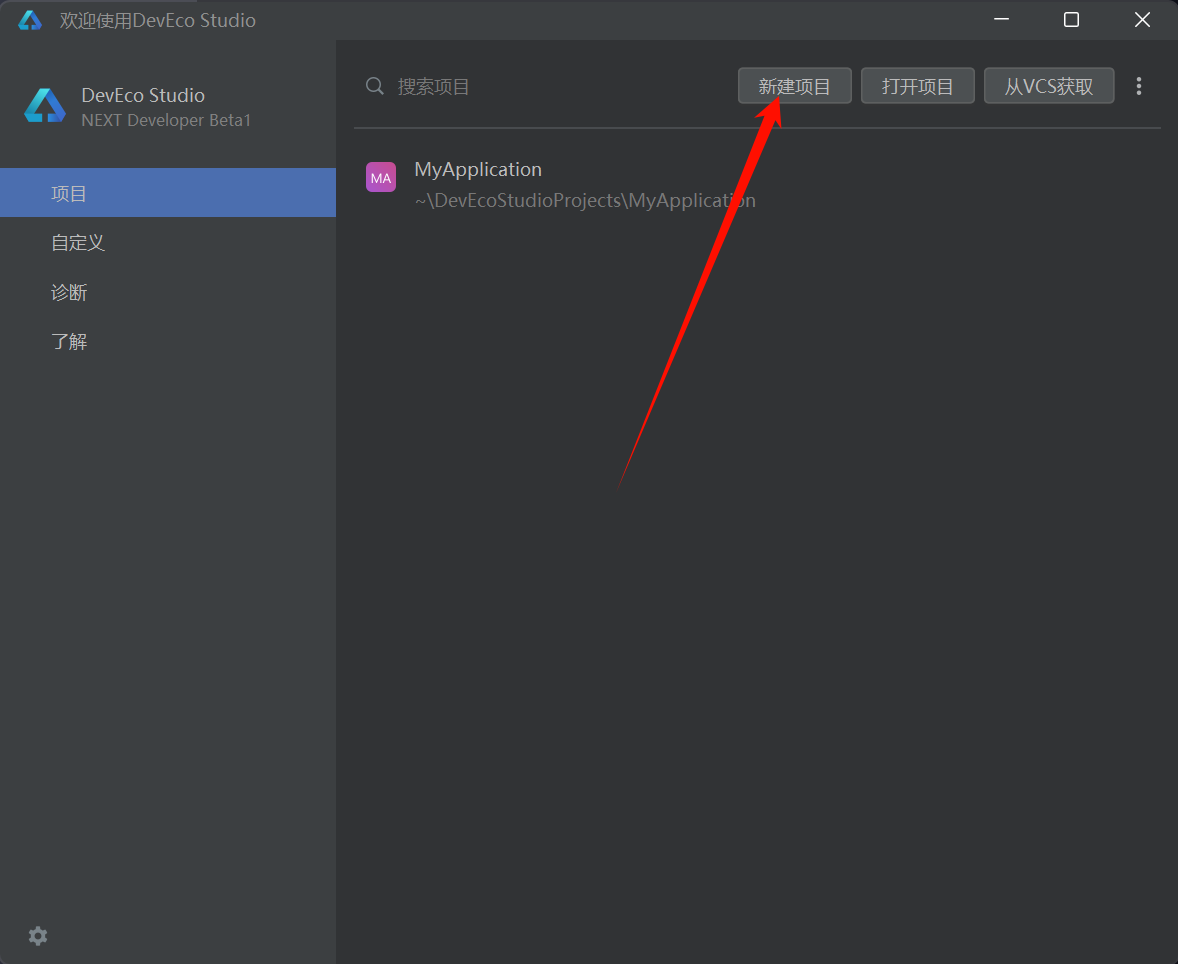 欢迎使用DevEco Studio
DevEco Studio
NEXT Developer Beta1
项目
自定义
诊断
了解
搜索项目
新建项目
打开项目
从VCS获取
MA
MyApplication
~\DevEcoStudioProjects\MyApplication